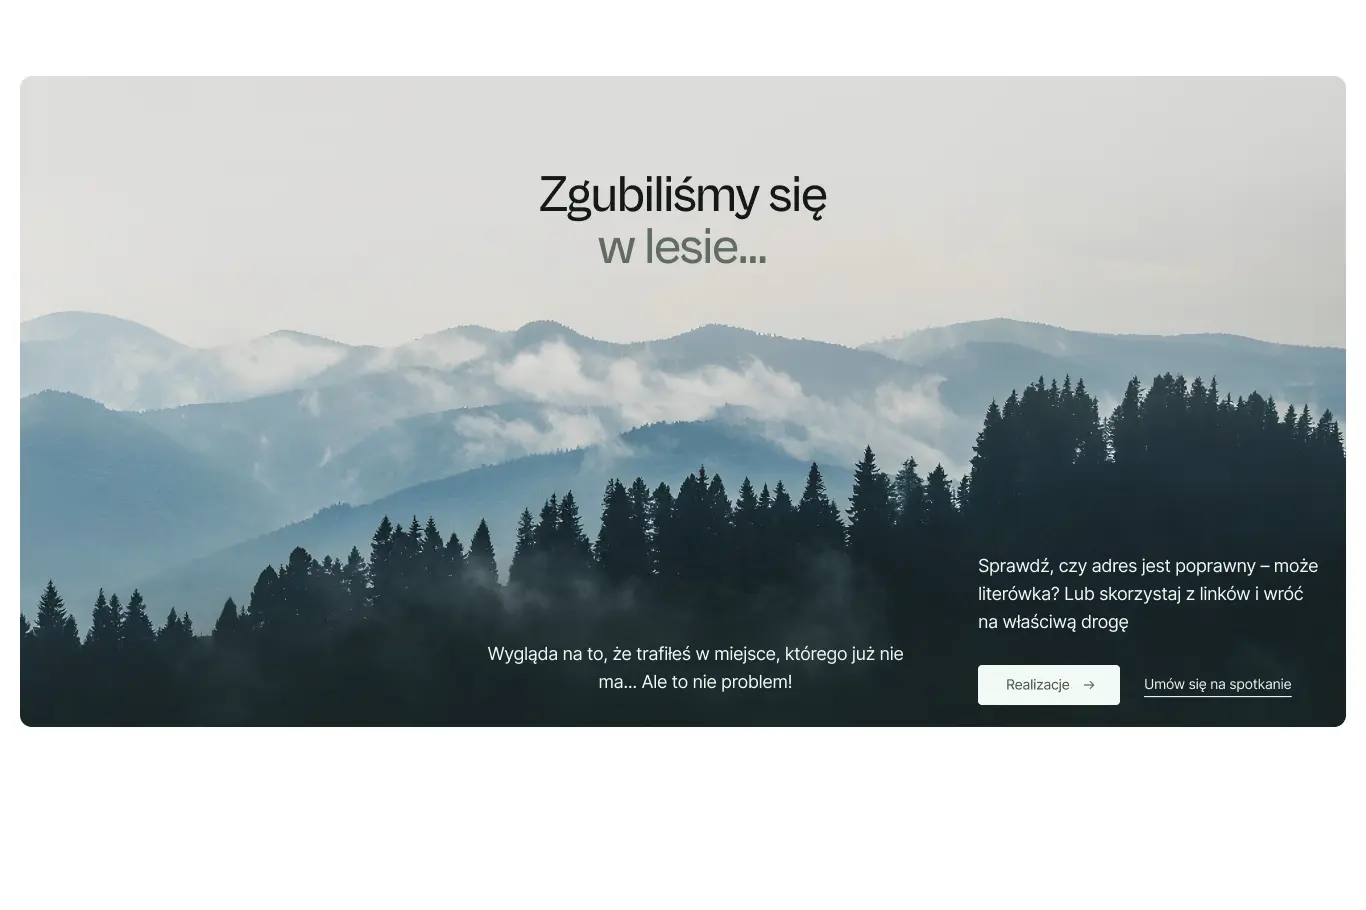 Zgubiliśmy się
w lesie...
Wygląda na to, że trafiłeś w miejsce, którego już nie
ma... Ale to nie problem!
Sprawdź, czy adres jest poprawny – może
literówka? Lub skorzystaj z linków i wróć
na właściwą drogę
Realizacje →
Umów się na spotkanie